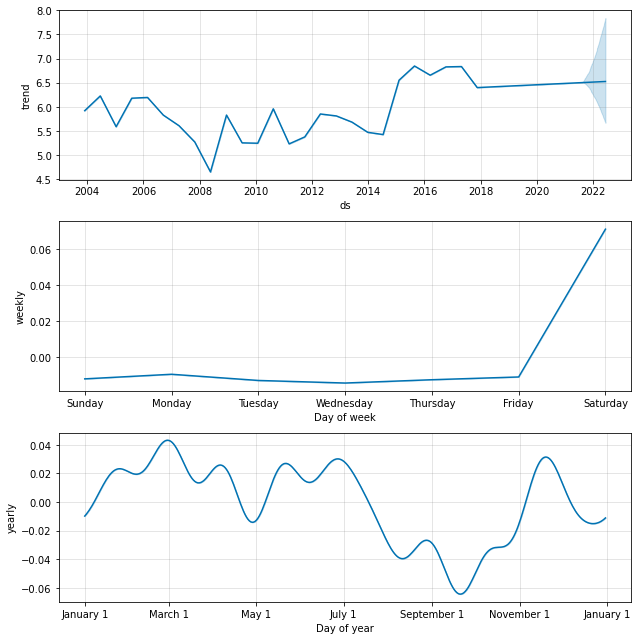 8.0
7.5
7.0
6.5
6.0
5.5
5.0
4.5
trend
2004 2006 2008 2010 2012 2014 2016 2018 2020 2022
ds
0.06
0.04
0.02
0.00
weekly
Sunday Monday Tuesday Wednesday Thursday Friday Saturday
Day of week
0.04
0.02
0.00
−0.02
−0.04
−0.06
yearly
January 1 March 1 May 1 July 1 September 1 November 1 January 1
Day of year